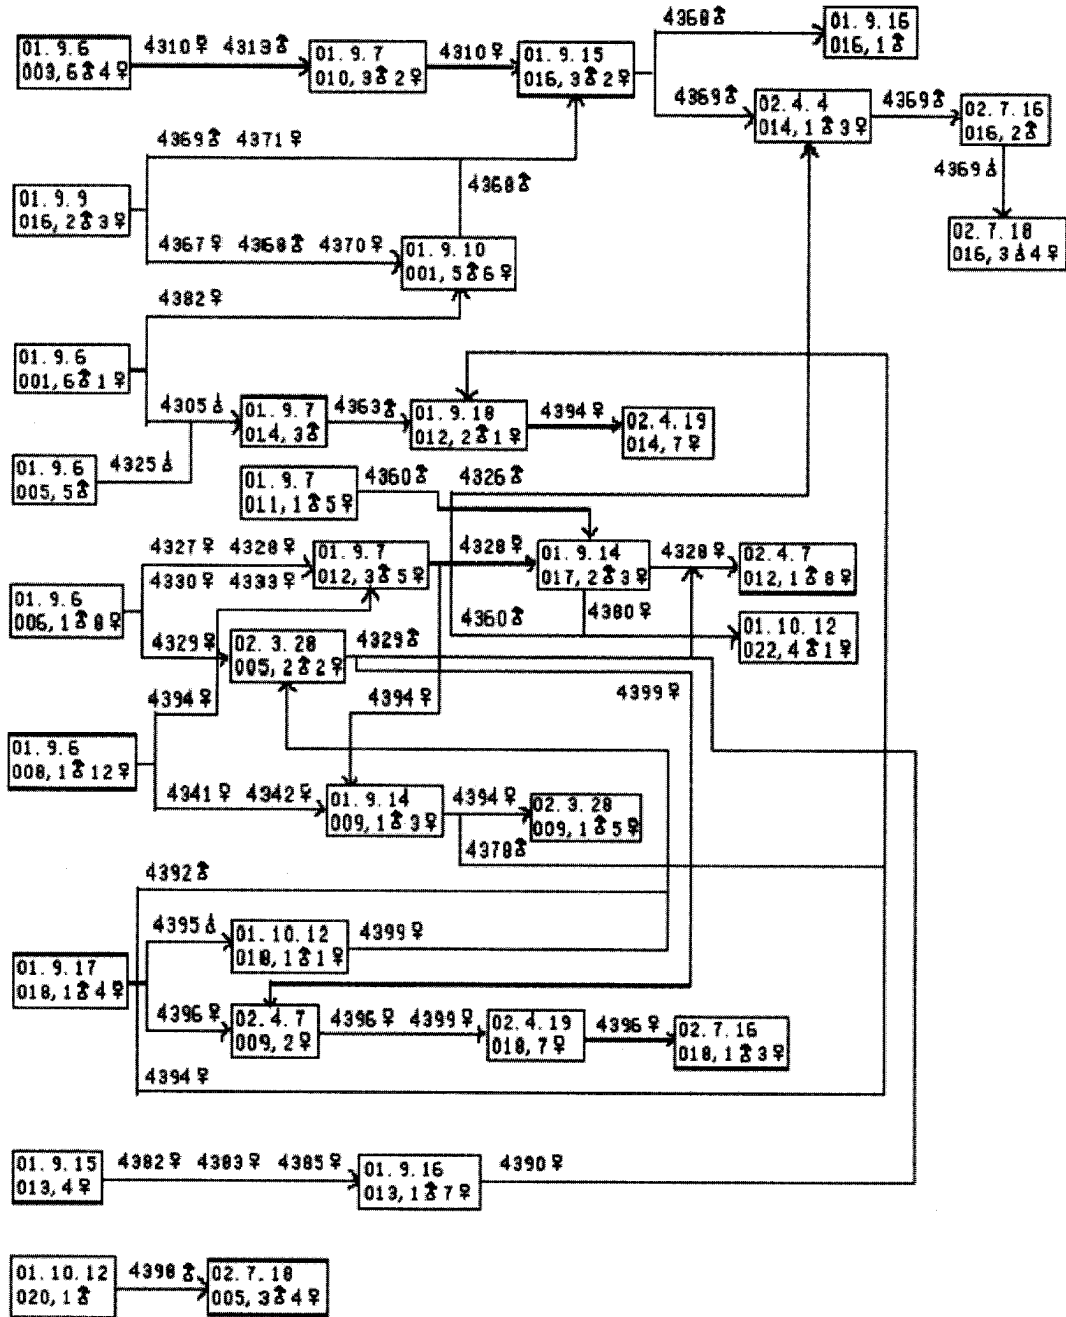 4368♂
01. 9. 16
016, 1♂
01. 9. 6
003, 6♂4♀
4310♀ 4313♂
01. 9. 7
010, 3♂2♀
4310♀
01. 9. 15
016, 3♂2♀
4369♂
02. 4. 4
014, 1♂3♀
4369♂
02. 7. 16
016, 2♂
4369♂
02. 7. 18
016, 3♂4♀
4369♂ 4371♀
4368♂
01. 9. 9
016, 2♂3♀
4367♀ 4368♂ 4370♀
01. 9. 10
001, 5♂6♀
4382♀
01. 9. 6
001, 6♂1♀
4305♂
01. 9. 7
014, 3♂
4363♂
01. 9. 18
012, 2♂1♀
4394♀
02. 4. 19
014, 7♀
01. 9. 6
005, 5♂
4325♂
01. 9. 7
011, 1♂5♀
4360♂
4326♂
4327♀ 4328♀
4330♀ 4333♀
01. 9. 7
012, 3♂5♀
4328♀
01. 9. 14
017, 2♂3♀
4328♀
02. 4. 7
012, 1♂8♀
01. 9. 6
006, 1♂8♀
4329♀
02. 3. 28
005, 2♂2♀
4329♂
4360♂
4380♀
01. 10. 12
022, 4♂1♀
4394♀
4394♀
4399♀
01. 9. 6
008, 1♂12♀
4341♀ 4342♀
01. 9. 14
009, 1♂3♀
4394♀
02. 3. 28
009, 1♂5♀
4378♂
4392♂
4395♂
01. 10. 12
018, 1♂1♀
4399♀
01. 9. 17
018, 1♂4♀
4396♀
02. 4. 7
009, 2♀
4396♀ 4399♀
02. 4. 19
018, 7♀
4396♀
02. 7. 16
018, 1♂3♀
4394♀
01. 9. 15
013, 4♀
4382♀ 4383♀ 4385♀
01. 9. 16
013, 1♂7♀
4390♀
01. 10. 12
020, 1♂
4398♂
02. 7. 18
005, 3♂4♀